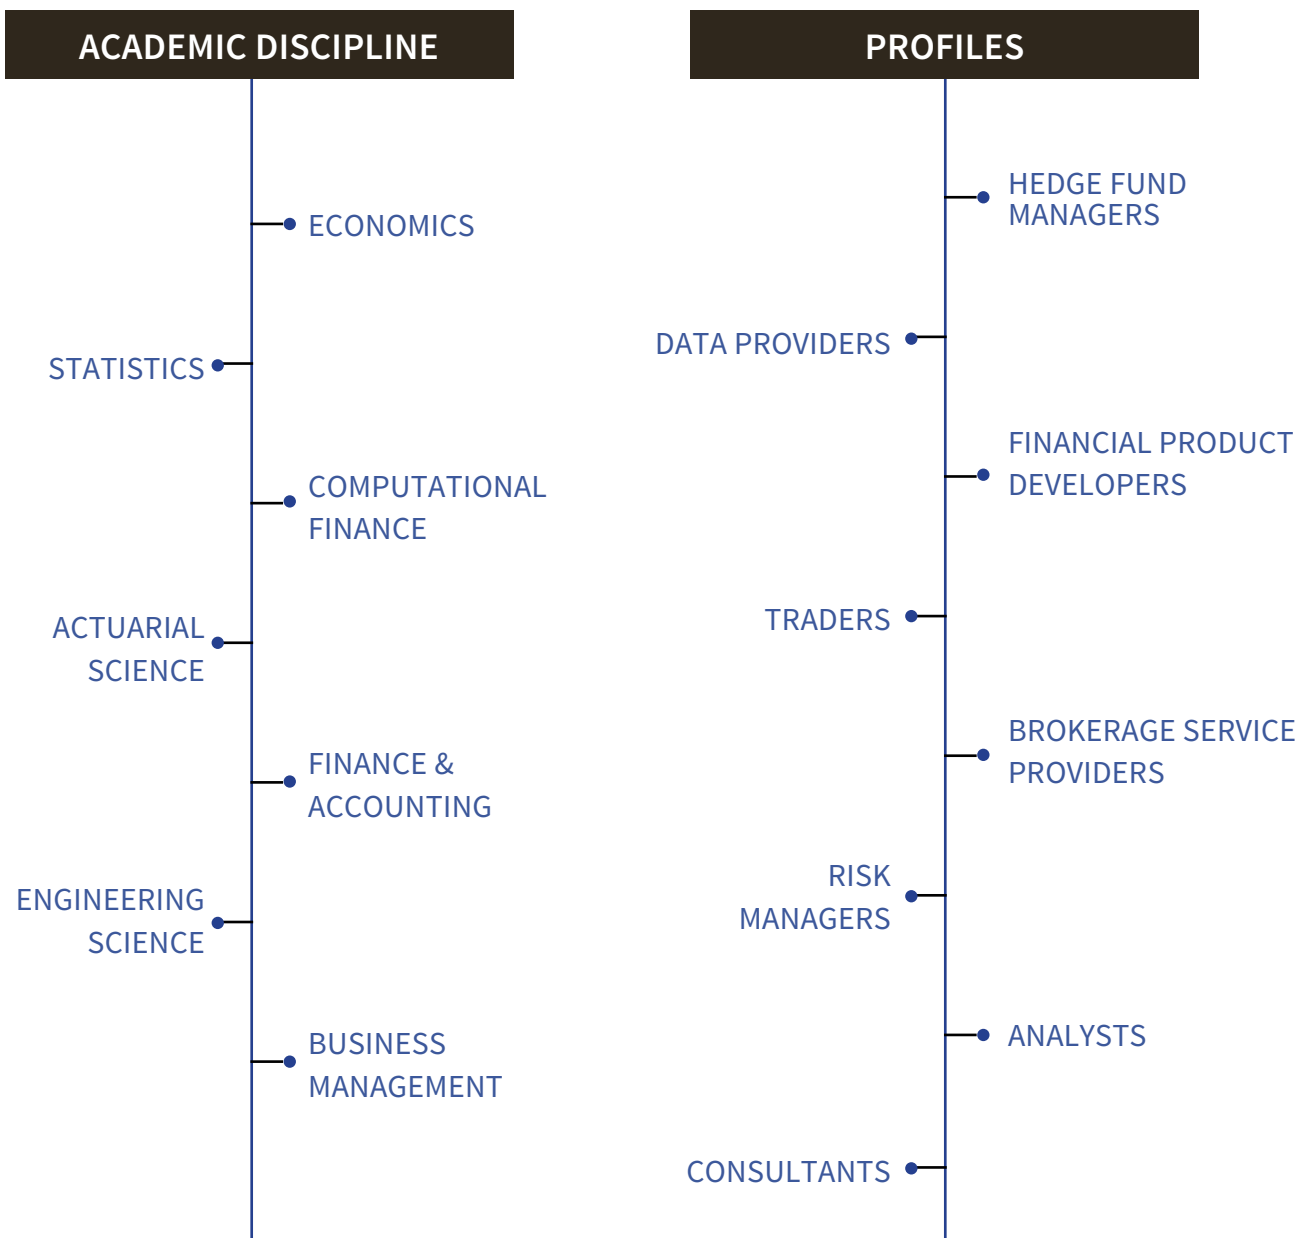 ACADEMIC DISCIPLINE
ECONOMICS
STATISTICS
COMPUTATIONAL
FINANCE
ACTUARIAL
SCIENCE
FINANCE &
ACCOUNTING
ENGINEERING
SCIENCE
BUSINESS
MANAGEMENT
PROFILES
HEDGE FUND
MANAGERS
DATA PROVIDERS
FINANCIAL PRODUCT
DEVELOPERS
TRADERS
BROKERAGE SERVICE
PROVIDERS
RISK
MANAGERS
ANALYSTS
CONSULTANTS